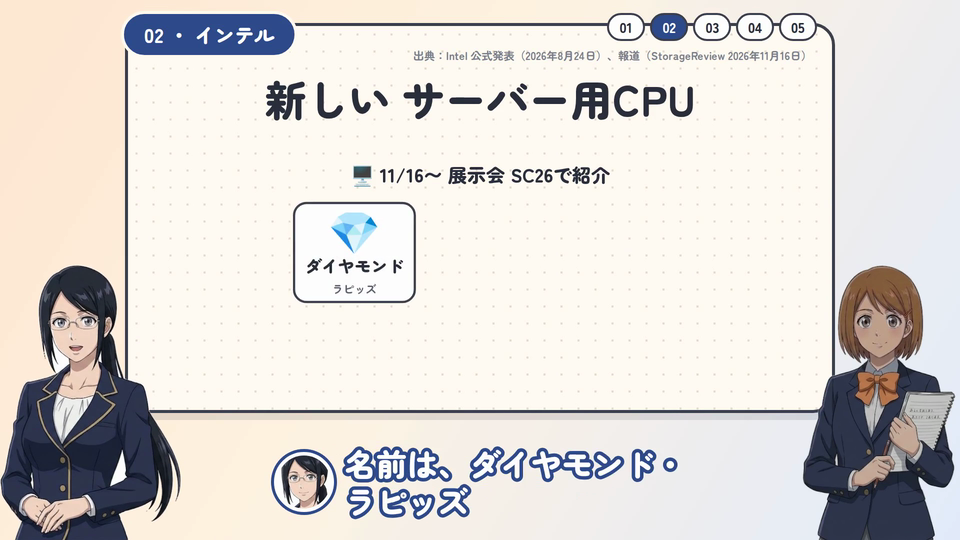 02 ・ インテル
01 02 03 04 05
出典：Intel 公式発表（2026年8月24日）、報道（StorageReview 2026年11月16日）
新しい サーバー用CPU
11/16〜 展示会 SC26で紹介
ダイヤモンド
ラピッズ
名前は、ダイヤモンド・
ラピッズ